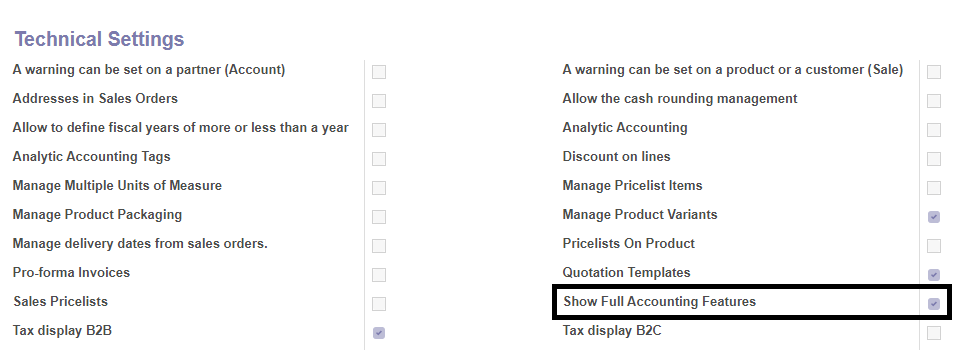 Technical Settings
A warning can be set on a partner (Account)
A warning can be set on a product or a customer (Sale)
Addresses in Sales Orders
Allow the cash rounding management
Allow to define fiscal years of more or less than a year
Analytic Accounting
Analytic Accounting Tags
Discount on lines
Manage Multiple Units of Measure
Manage Pricelist Items
Manage Product Packaging
Manage Product Variants
Manage delivery dates from sales orders.
Pricelists On Product
Pro-forma Invoices
Quotation Templates
Sales Pricelists
Show Full Accounting Features
Tax display B2B
Tax display B2C